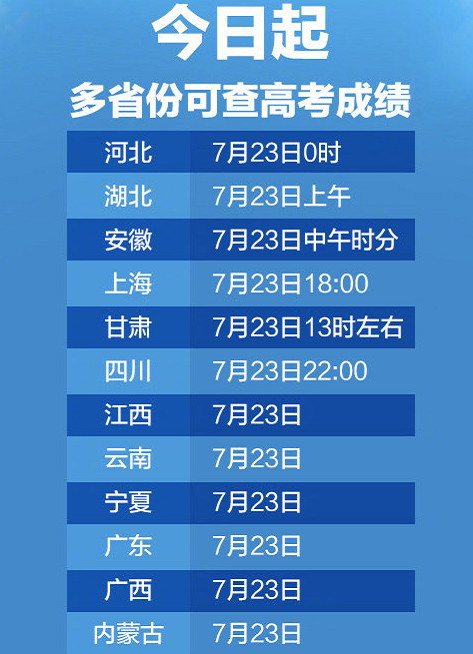 今日起
多省份可查高考成绩
河北 7月23日0时
湖北 7月23日上午
安徽 7月23日中午时分
上海 7月23日18:00
甘肃 7月23日13时左右
四川 7月23日22:00
江西 7月23日
云南 7月23日
宁夏 7月23日
广东 7月23日
广西 7月23日
内蒙古 7月23日